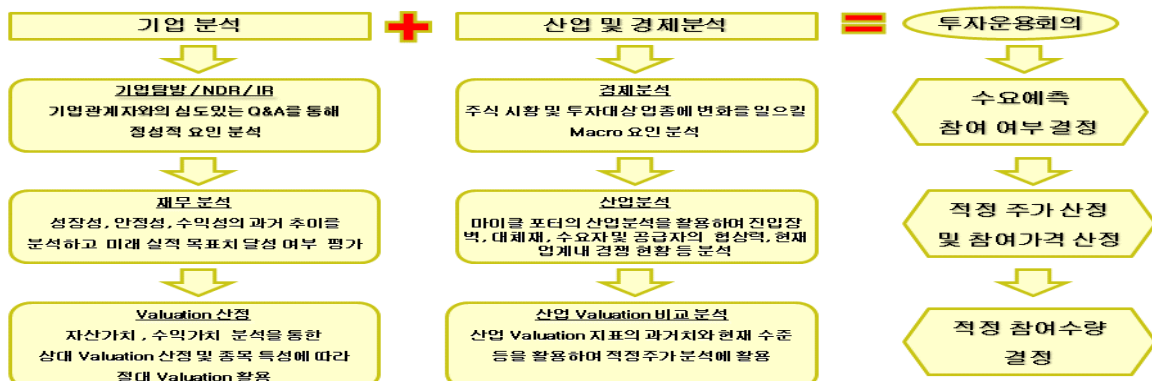 기업 분석
기업탐방 / NDR / IR
기업관계자와의 심도있는 Q&A를 통해
정성적 요인 분석
재무 분석
성장성, 안정성, 수익성의 과거 추이를
분석하고 미래 실적 목표치 달성 여부 평가
Valuation 산정
자산가치, 수익가치 분석을 통한
상대 Valuation 산정 및 종목 특성에 따라
절대 Valuation 활용
+
산업 및 경제분석
경제분석
주식 시황 및 투자대상 업종에 변화를 일으킬
Macro 요인 분석
산업분석
마이클 포터의 산업분석을 활용하며 진입장
벽, 대체재, 수요자 및 공급자의 협상력, 현재
업계내 경쟁 현황 등 분석
산업 Valuation 비교 분석
산업 Valuation 지표의 과거치와 현재 수준
등을 활용하며 적정주가 분석에 활용
=
투자운용회의
수요예측
참여 여부 결정
적정 주가 산정
및 참여가격 산정
적정 참여수량
결정